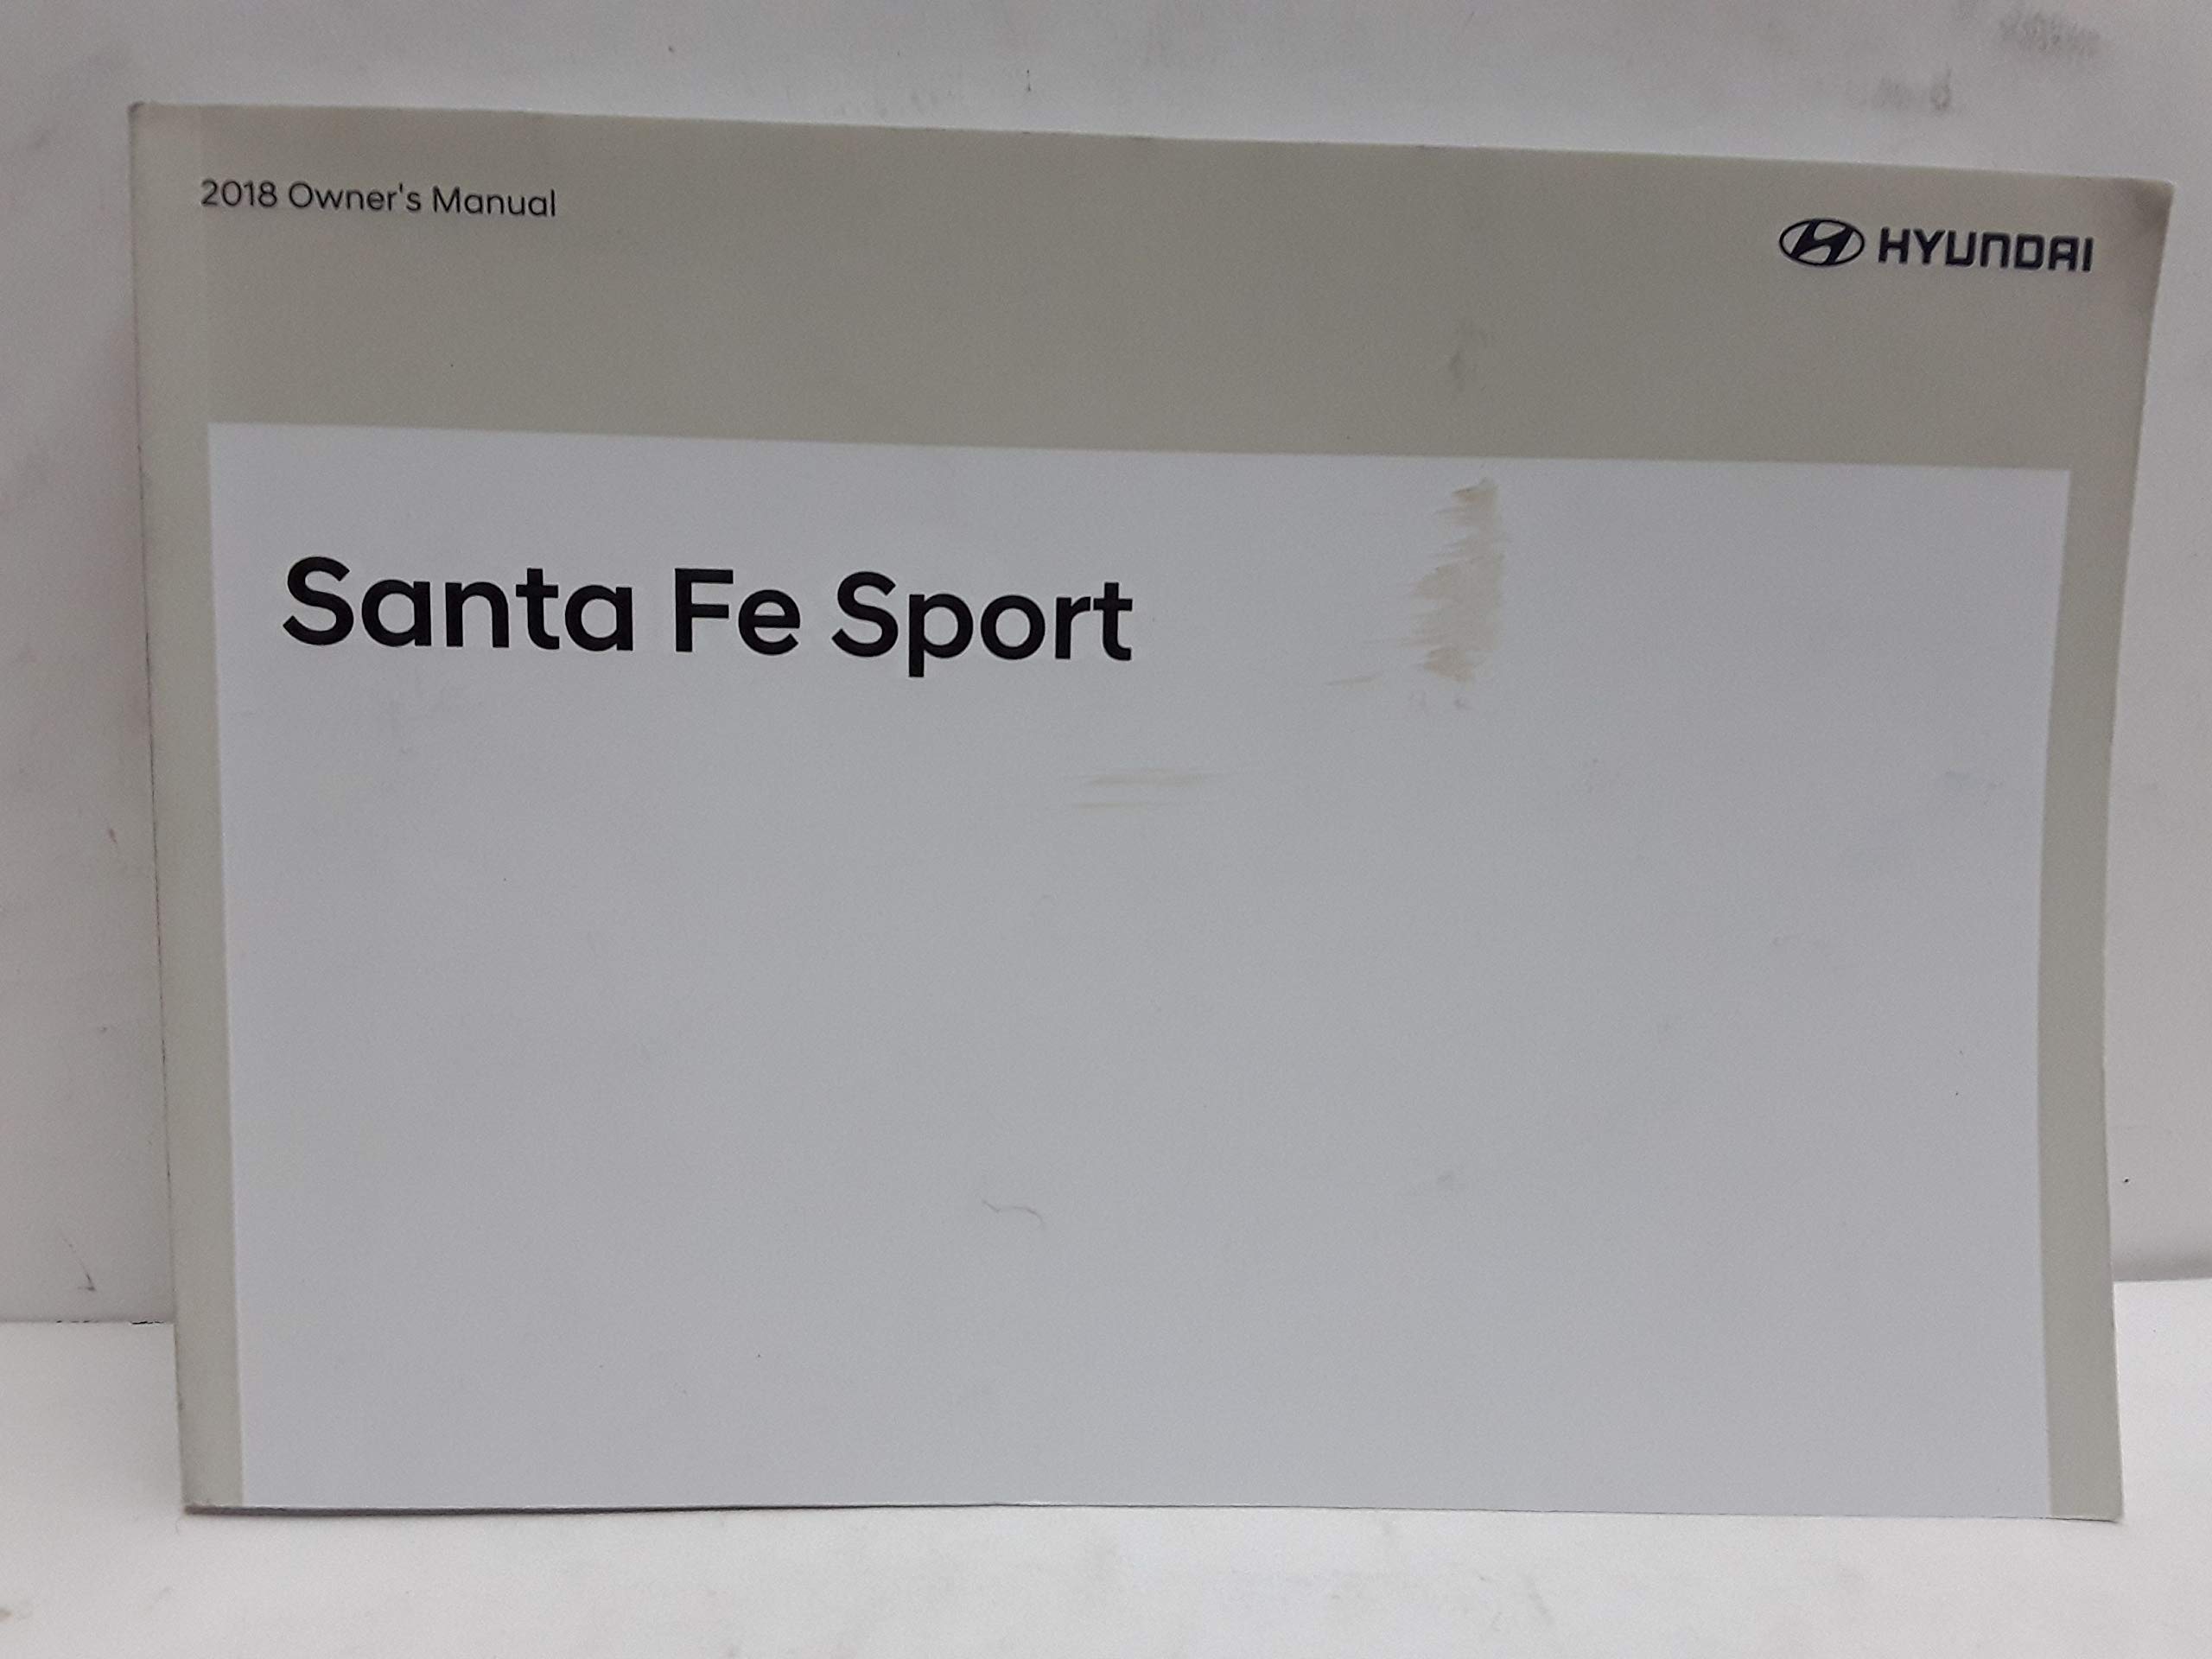 2018 Owner's Manual
HYUNDAI
Santa Fe Sport